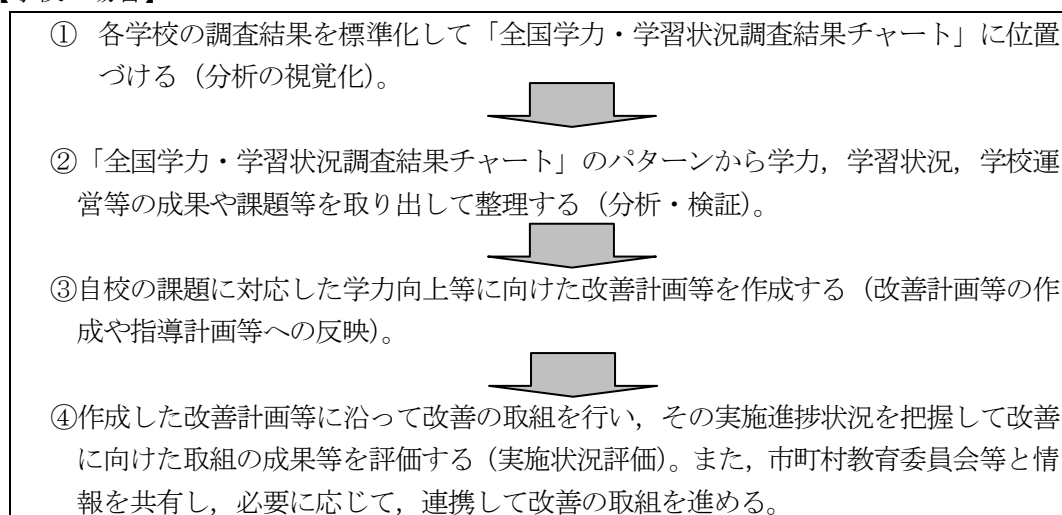 ① 各学校の調査結果を標準化して「全国学力・学習状況調査結果チャート」に位置
づける（分析の視覚化）。
②「全国学力・学習状況調査結果チャート」のパターンから学力，学習状況，学校運
営等の成果や課題等を取り出して整理する（分析・検証）。
③自校の課題に対応した学力向上等に向けた改善計画等を作成する（改善計画等の作
成や指導計画等への反映）。
④作成した改善計画等に沿って改善の取組を行い，その実施進捗状況を把握して改善
に向けた取組の成果等を評価する（実施状況評価）。また，市町村教育委員会等と情
報を共有し，必要に応じて，連携して改善の取組を進める。